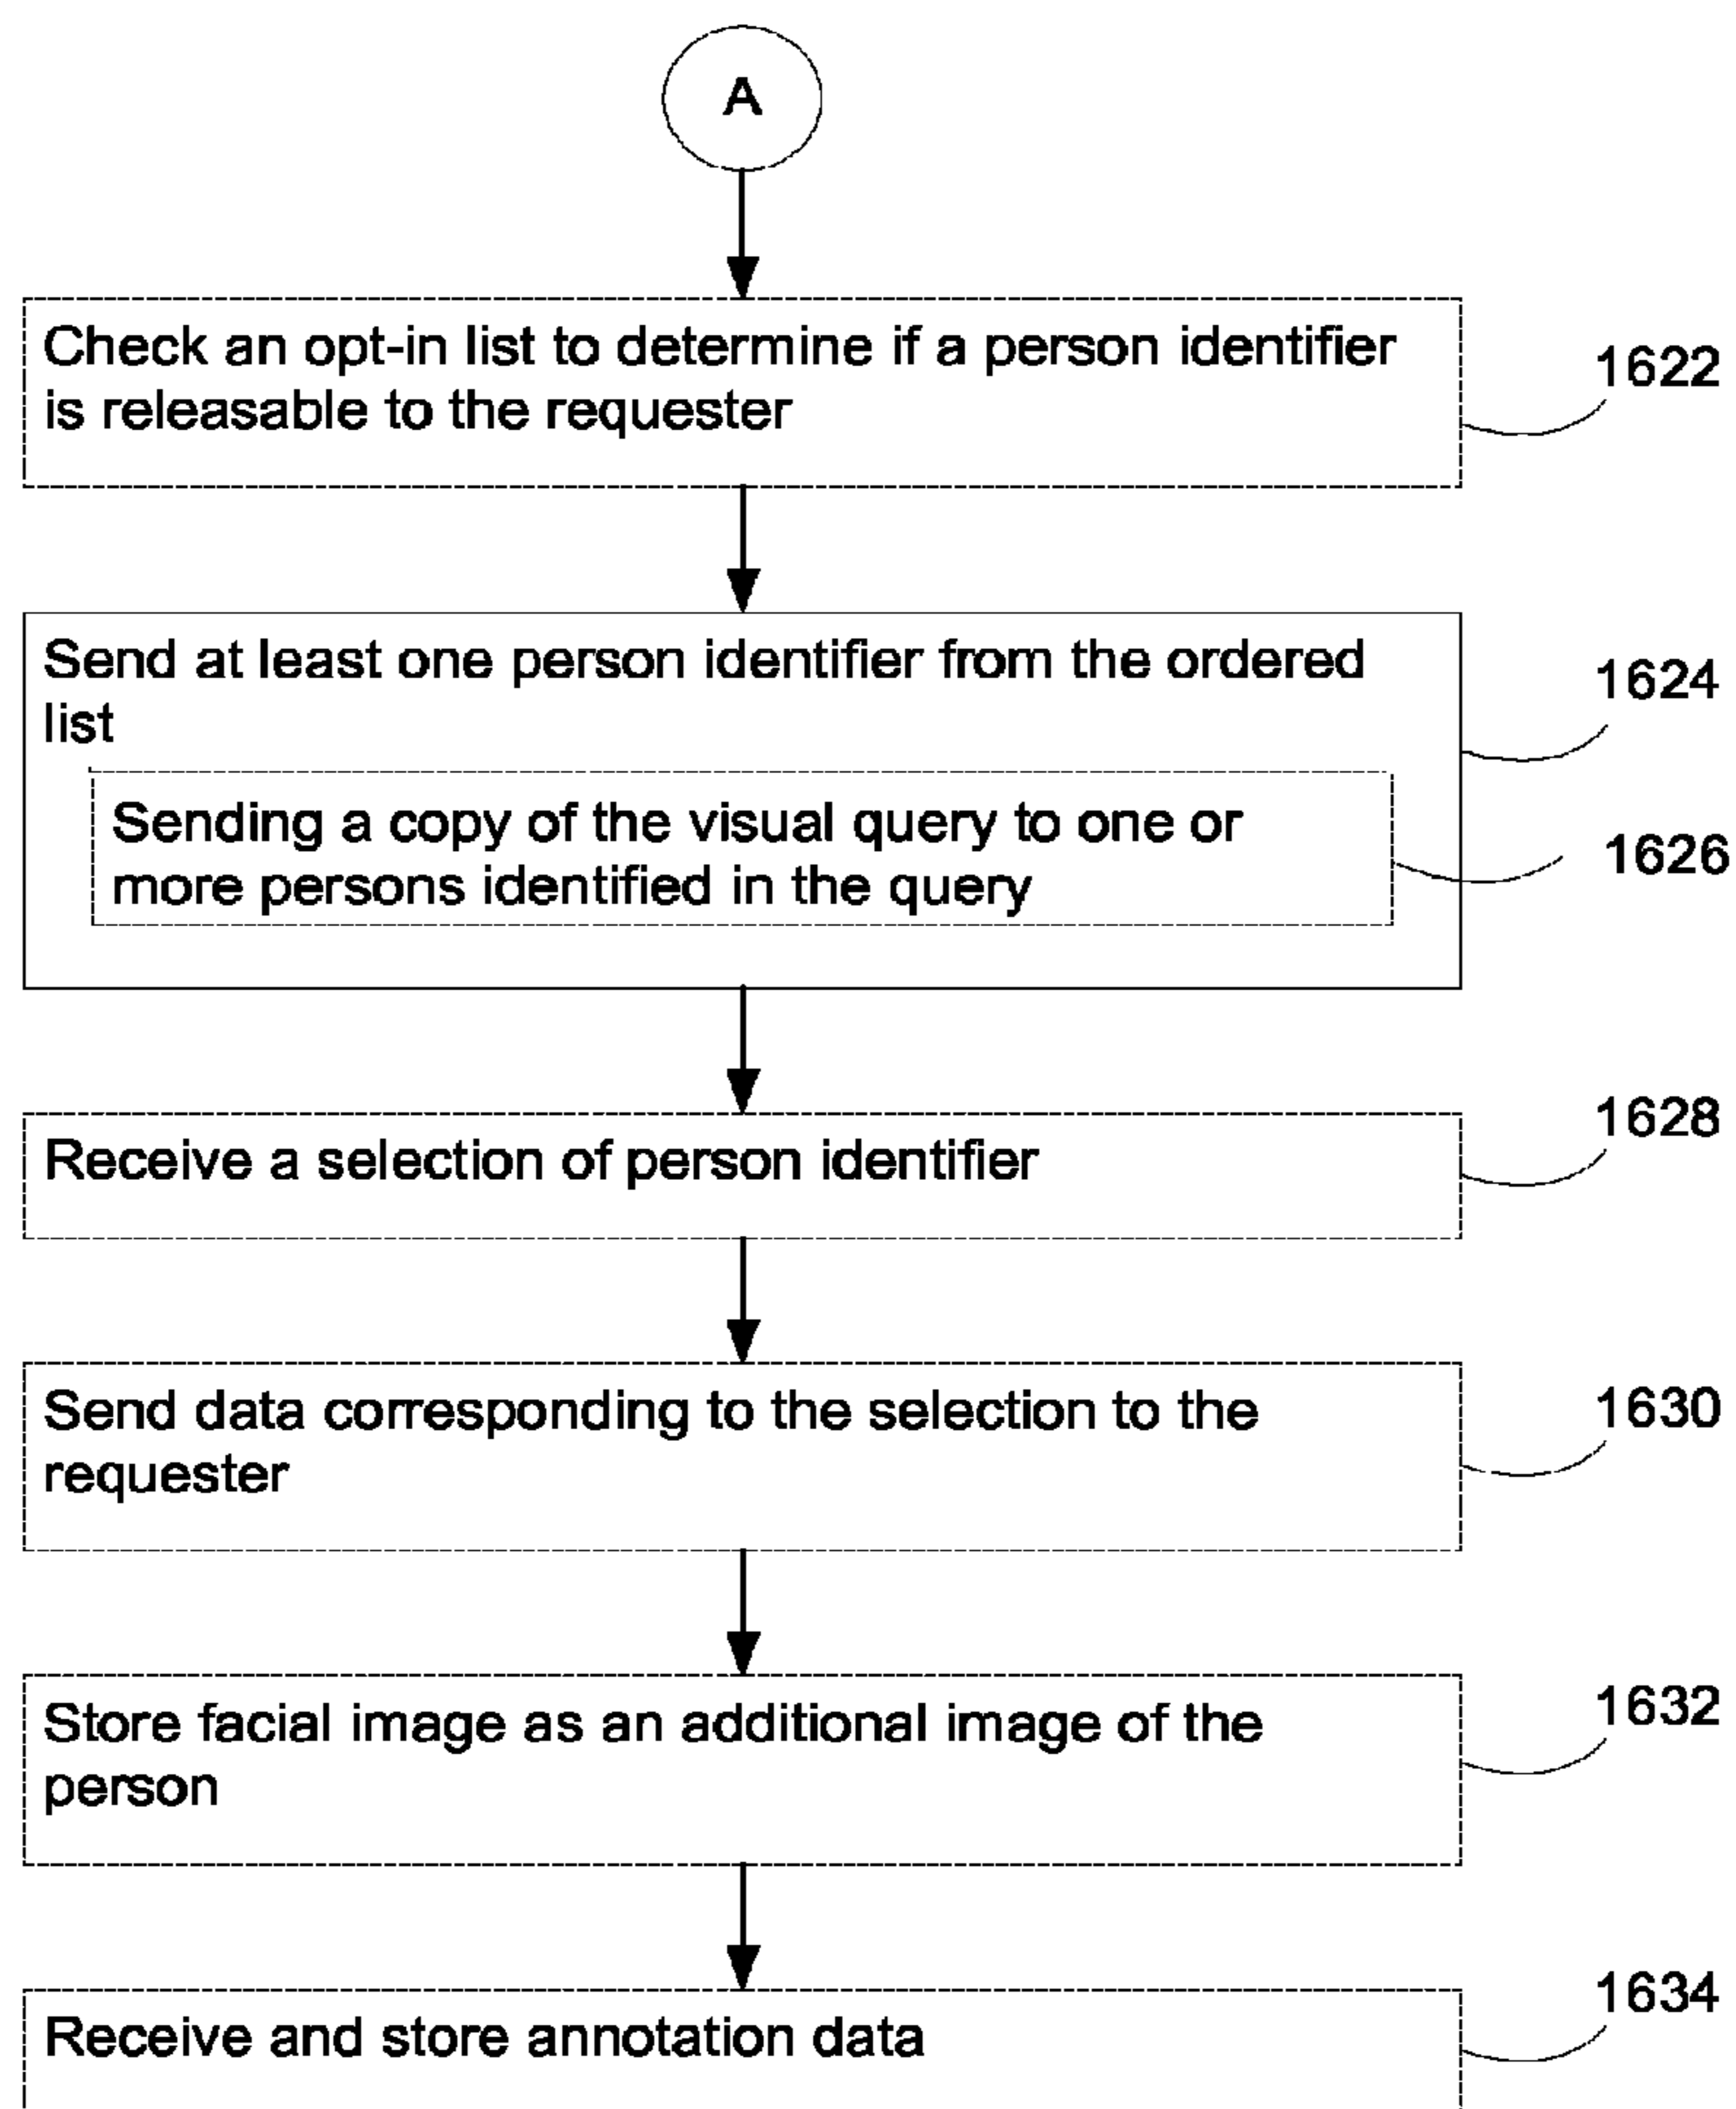 A
Check an opt-in list to determine if a person identifier
is releasable to the requester
1622
Send at least one person identifier from the ordered
list
1624
Sending a copy of the visual query to one or
more persons identified in the query
1626
Receive a selection of person identifier
1628
Send data corresponding to the selection to the
requester
1630
Store facial image as an additional image of the
person
1632
Receive and store annotation data
1634